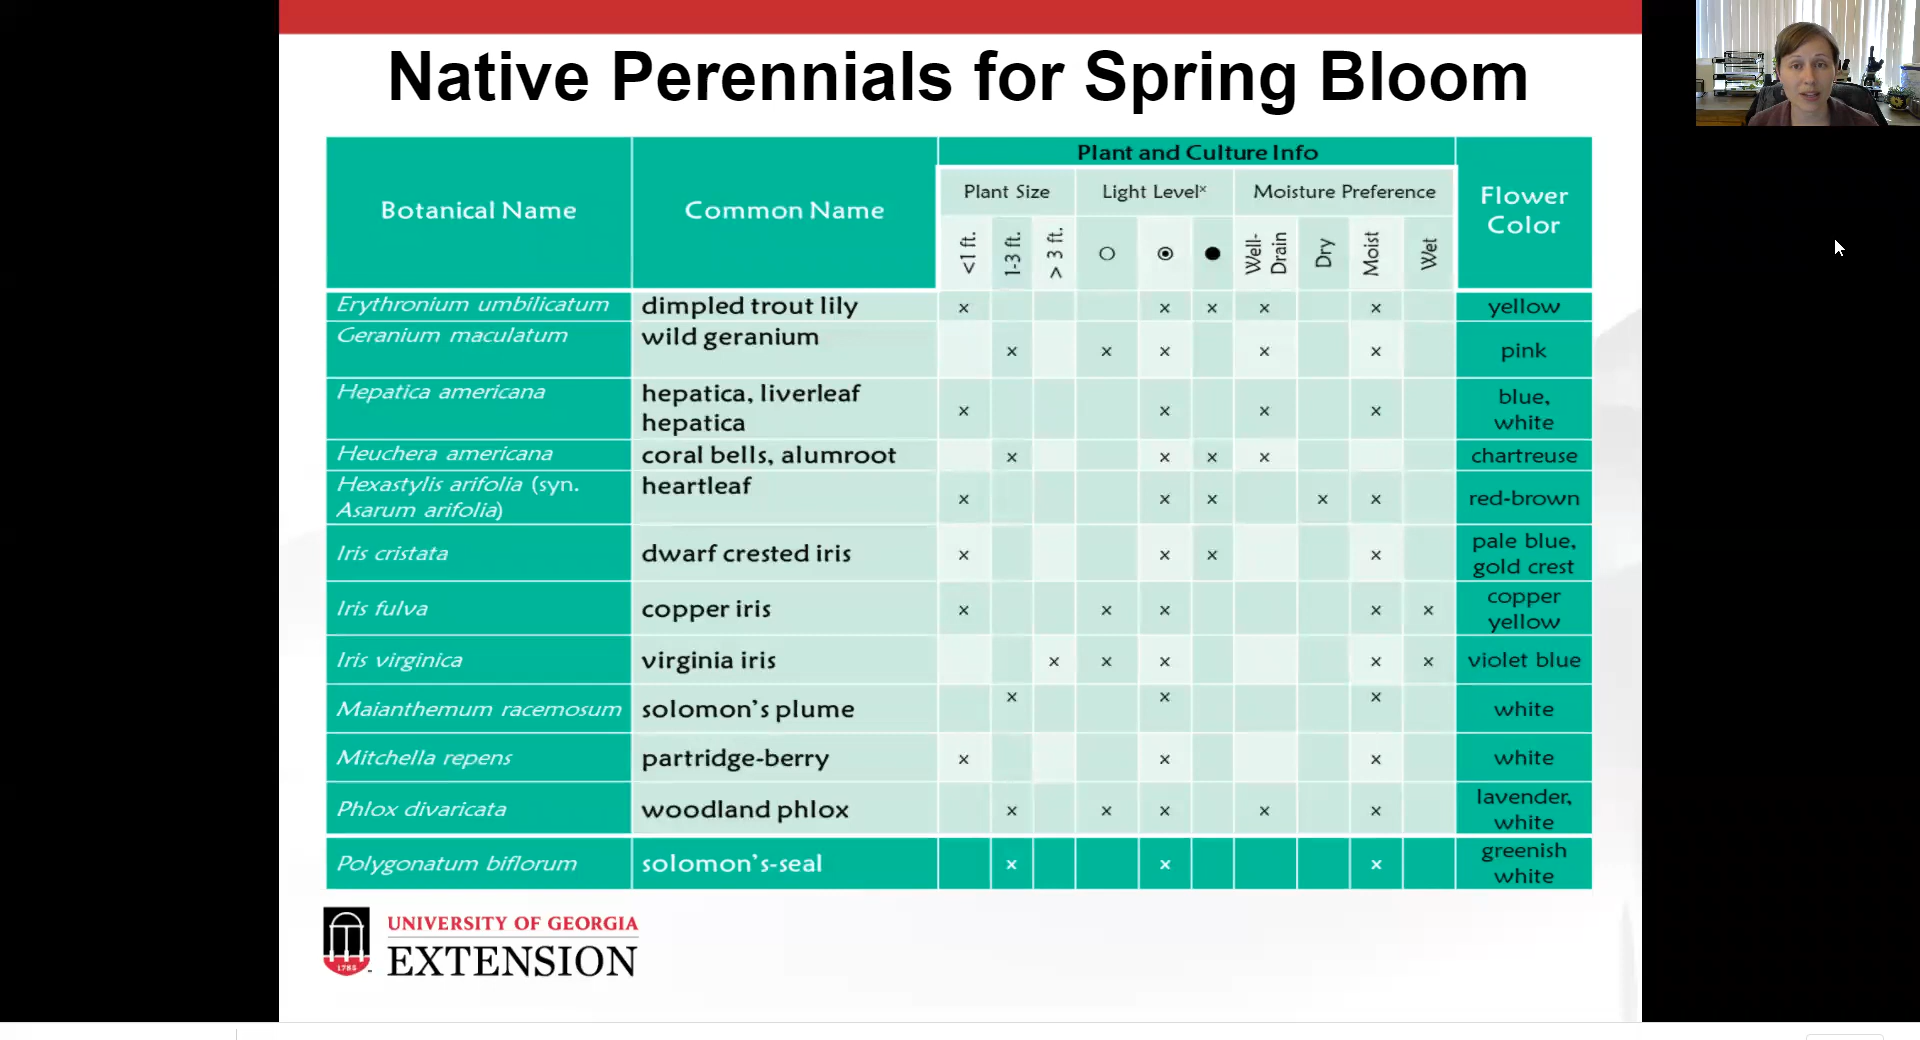 Native Perennials for Spring Bloom
Botanical Name
Common Name
Plant and Culture Info
Flower
Color
Plant Size
Light Levelˣ
Moisture Preference
<1 ft.
1-3 ft.
> 3 ft.
○
◉
●
Well-
Drain
Dry
Moist
Wet
Erythronium umbilicatum dimpled trout lily × × × × × yellow
Geranium maculatum wild geranium × × × × × pink
Hepatica americana hepatica, liverleaf
hepatica × × × × blue,
white
Heuchera americana coral bells, alumroot × × × × chartreuse
Hexastylis arifolia (syn.
Asarum arifolia) heartleaf × × × × × red-brown
Iris cristata dwarf crested iris × × × × pale blue,
gold crest
Iris fulva copper iris × × × × × copper
yellow
Iris virginica virginia iris × × × × × violet blue
Maianthemum racemosum solomon's plume × × × white
Mitchella repens partridge-berry × × × white
Phlox divaricata woodland phlox × × × × × lavender,
white
Polygonatum biflorum solomon's-seal × × × greenish
white
UNIVERSITY OF GEORGIA
EXTENSION
1785